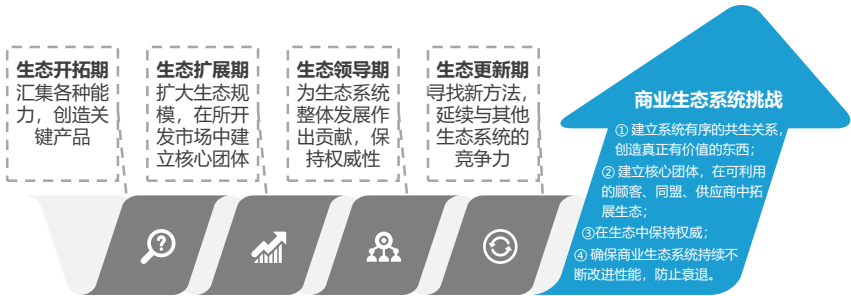 生态开拓期
汇集各种能
力，创造关
键产品
生态扩展期
扩大生态规
模，在所开
发市场中建
立核心团体
生态领导期
为生态系统
整体发展作
出贡献，保
持权威性
生态更新期
寻找新方法，
延续与其他
生态系统的
竞争力
商业生态系统挑战
① 建立系统有序的共生关系，
创造真正有价值的东西；
② 建立核心团体，在可利用
的顾客、同盟、供应商中拓
展生态；
③在生态中保持权威；
④ 确保商业生态系统持续不
断改进性能，防止衰退。